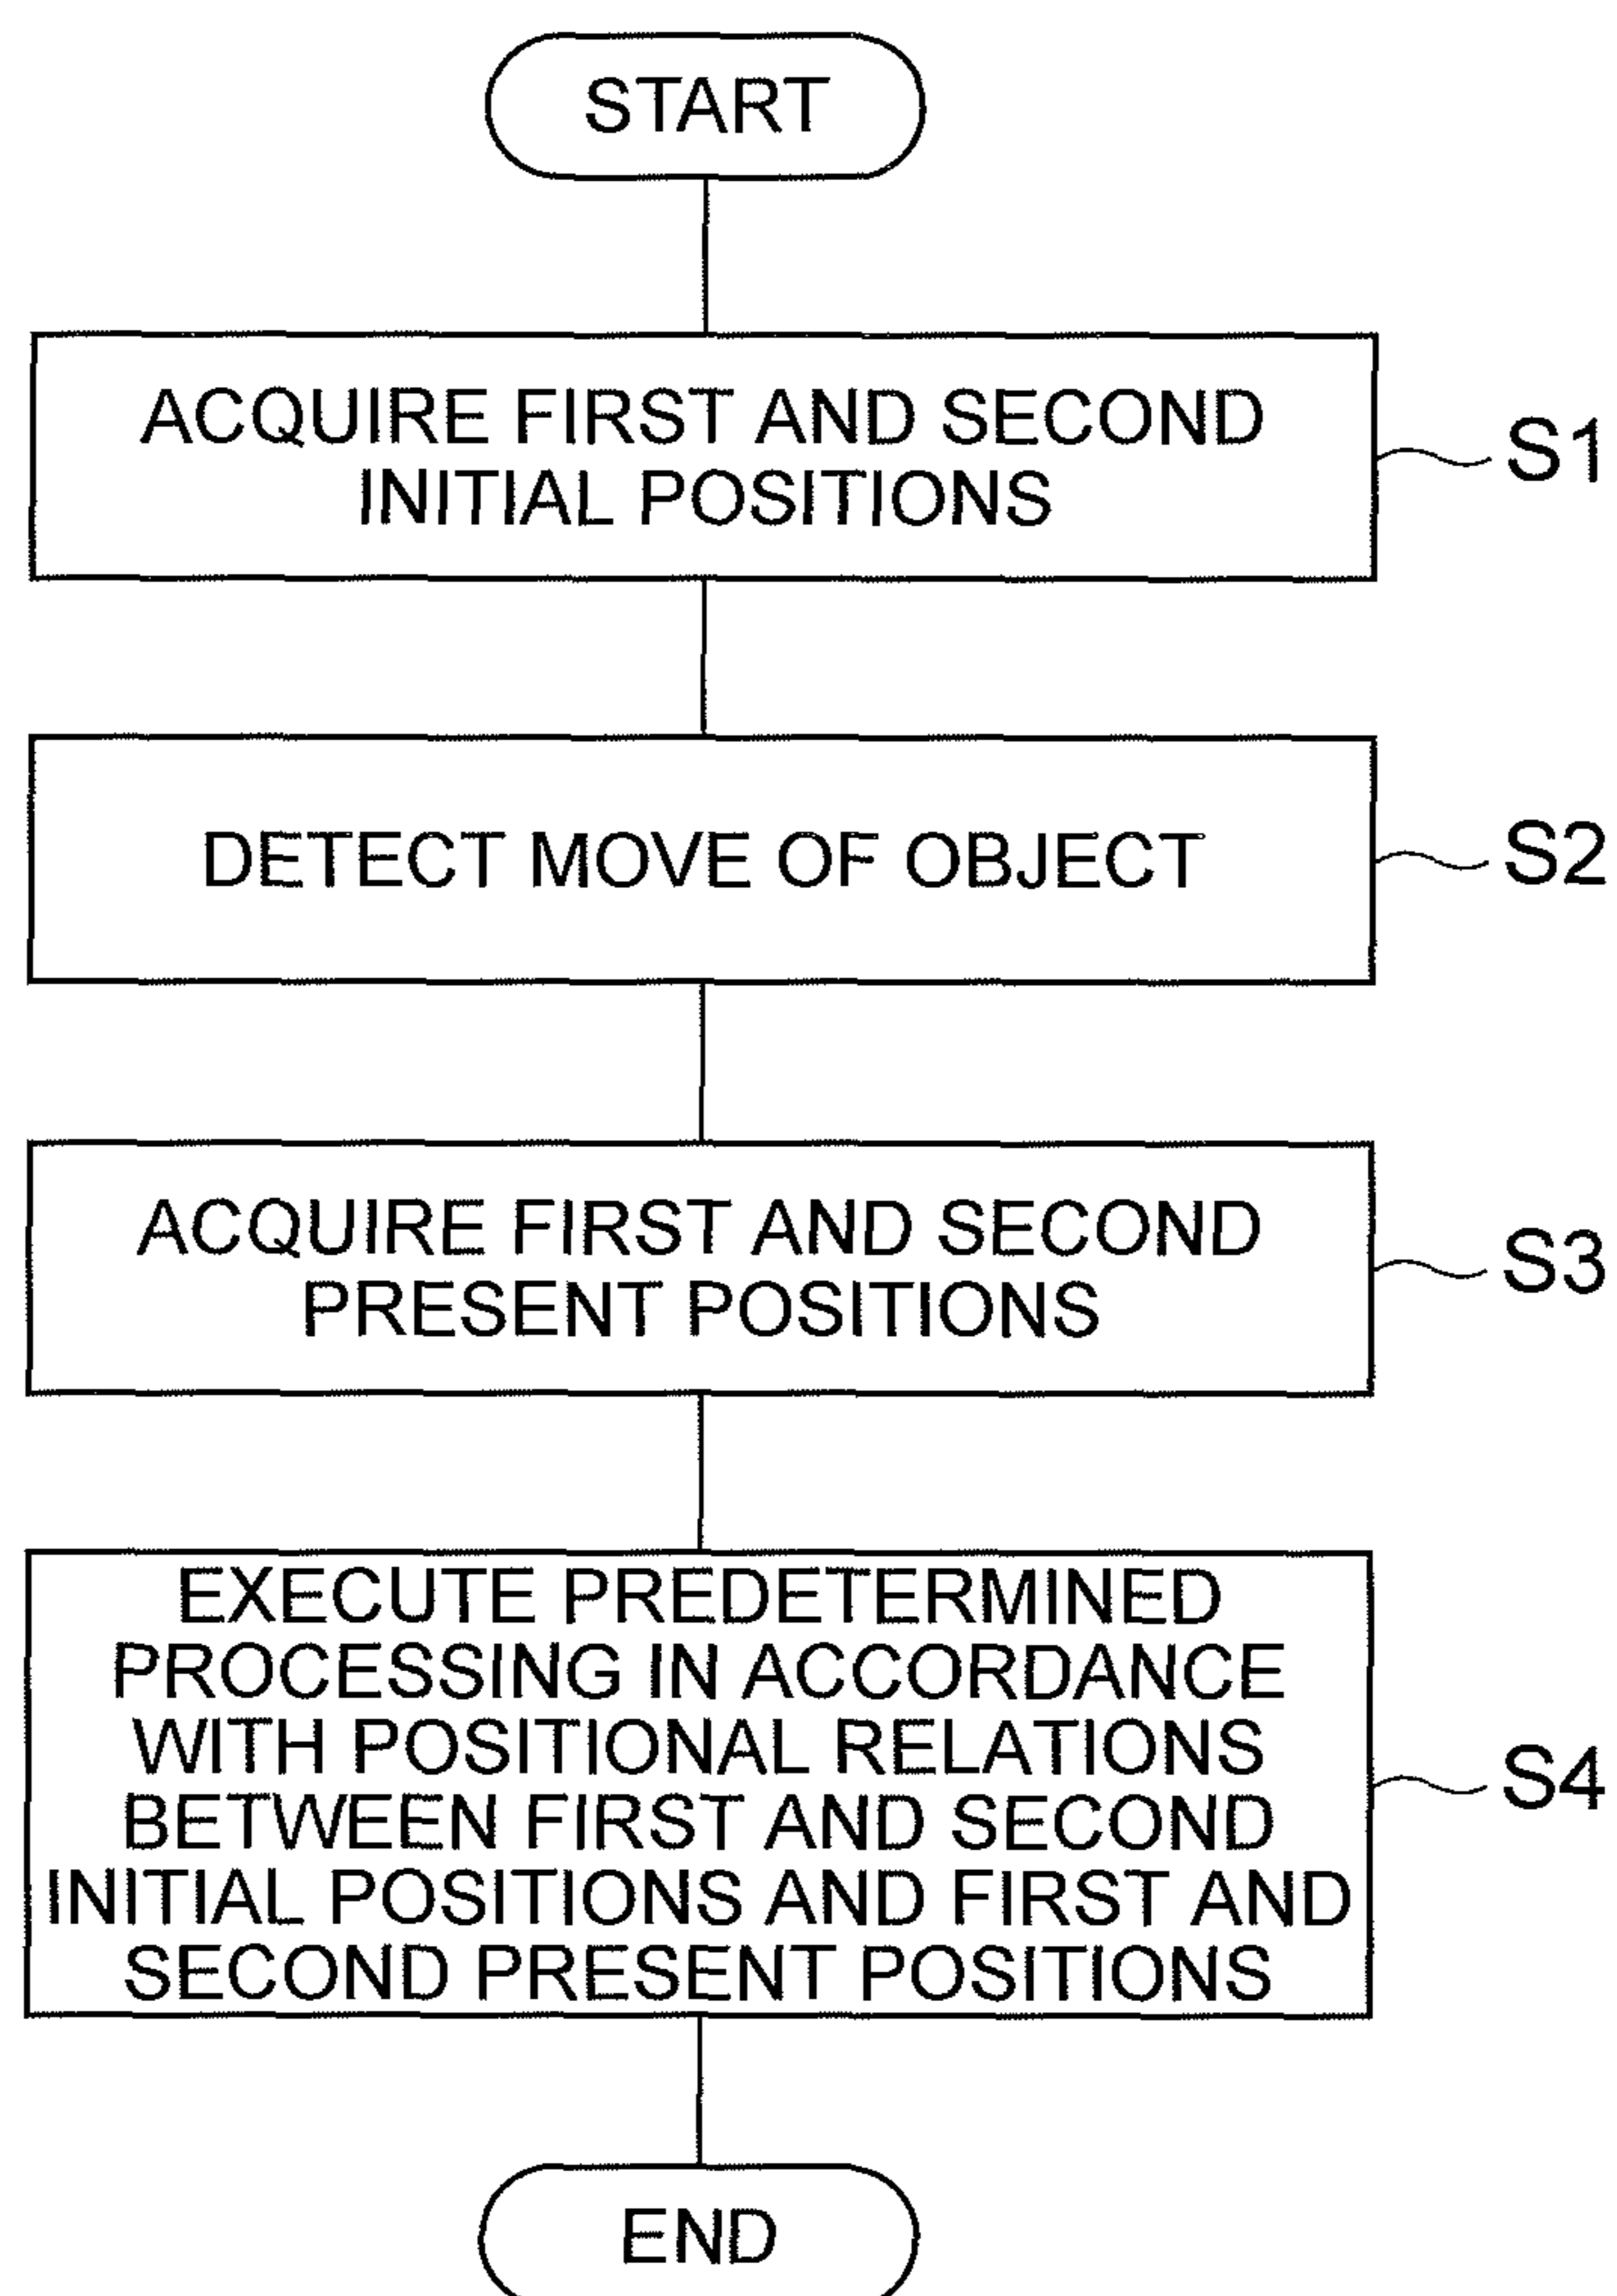 START
ACQUIRE FIRST AND SECOND
INITIAL POSITIONS
S1
DETECT MOVE OF OBJECT
S2
ACQUIRE FIRST AND SECOND
PRESENT POSITIONS
S3
EXECUTE PREDETERMINED
PROCESSING IN ACCORDANCE
WITH POSITIONAL RELATIONS
BETWEEN FIRST AND SECOND
INITIAL POSITIONS AND FIRST AND
SECOND PRESENT POSITIONS
S4
END